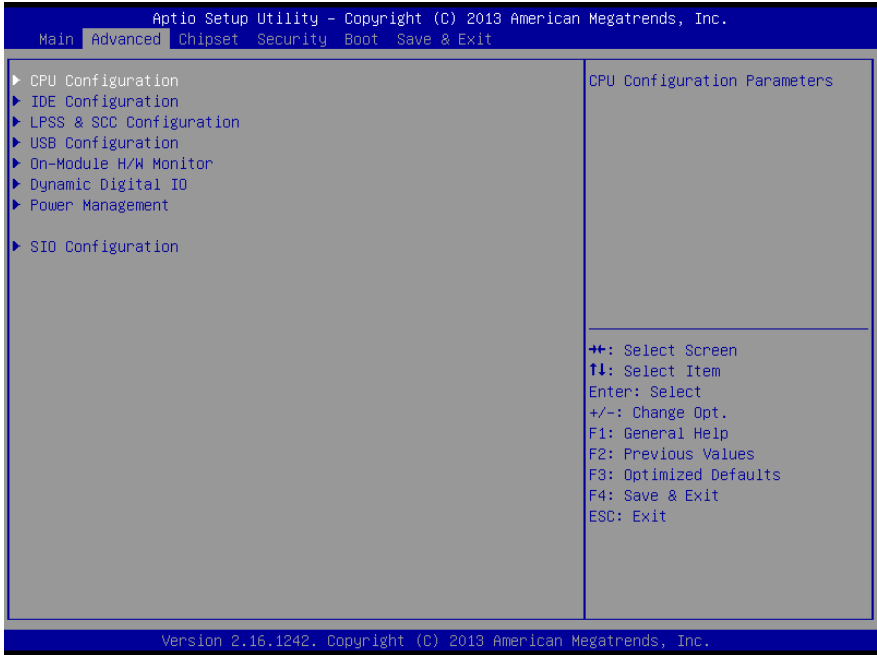 Aptio Setup Utility – Copyright (C) 2013 American Megatrends, Inc.
Main Advanced Chipset Security Boot Save & Exit
CPU Configuration
IDE Configuration
LPSS & SCC Configuration
USB Configuration
On-Module H/W Monitor
Dynamic Digital IO
Power Management
SIO Configuration
CPU Configuration Parameters
→←: Select Screen
↑↓: Select Item
Enter: Select
+/-: Change Opt.
F1: General Help
F2: Previous Values
F3: Optimized Defaults
F4: Save & Exit
ESC: Exit
Version 2.16.1242. Copyright (C) 2013 American Megatrends, Inc.